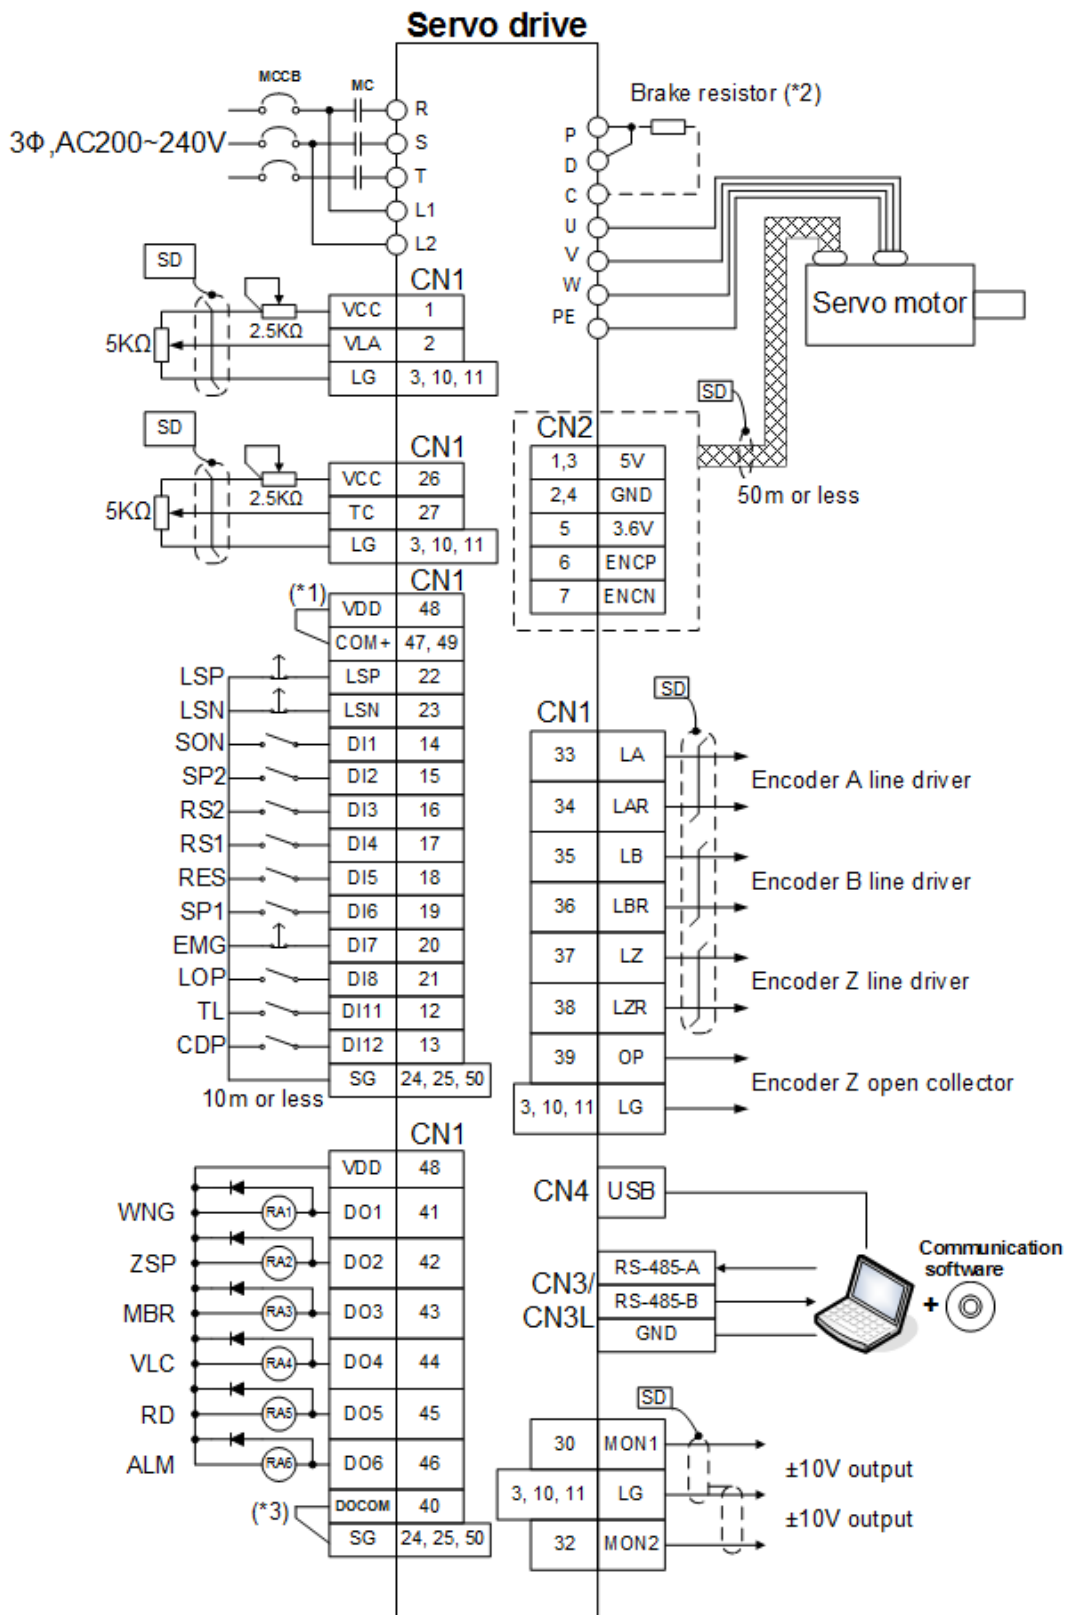 Servo drive
MCCB
MC
3Φ,AC200~240V
R
S
T
L1
L2
Brake resistor (*2)
P
D
C
U
V
W
PE
Servo motor
SD
CN1
5KΩ
2.5KΩ
VCC 1
VLA 2
LG 3, 10, 11
SD
CN1
5KΩ
2.5KΩ
VCC 26
TC 27
LG 3, 10, 11
SD
50m or less
CN2
1,3 5V
2,4 GND
5 3.6V
6 ENCP
7 ENCN
CN1
(*1)
VDD 48
COM+ 47, 49
LSP LSP 22
LSN LSN 23
SON DI1 14
SP2 DI2 15
RS2 DI3 16
RS1 DI4 17
RES DI5 18
SP1 DI6 19
EMG DI7 20
LOP DI8 21
TL DI11 12
CDP DI12 13
SG 24, 25, 50
10m or less
SD
CN1
33 LA
34 LAR
Encoder A line driver
35 LB
36 LBR
Encoder B line driver
37 LZ
38 LZR
Encoder Z line driver
39 OP
3, 10, 11 LG
Encoder Z open collector
CN1
VDD 48
WNG RA1 DO1 41
ZSP RA2 DO2 42
MBR RA3 DO3 43
VLC RA4 DO4 44
RD RA5 DO5 45
ALM RA6 DO6 46
(*3)
DOCOM 40
SG 24, 25, 50
CN4 USB
CN3/
CN3L
RS-485-A
RS-485-B
GND
Communication
software
+
SD
30 MON1
3, 10, 11 LG
32 MON2
±10V output
±10V output